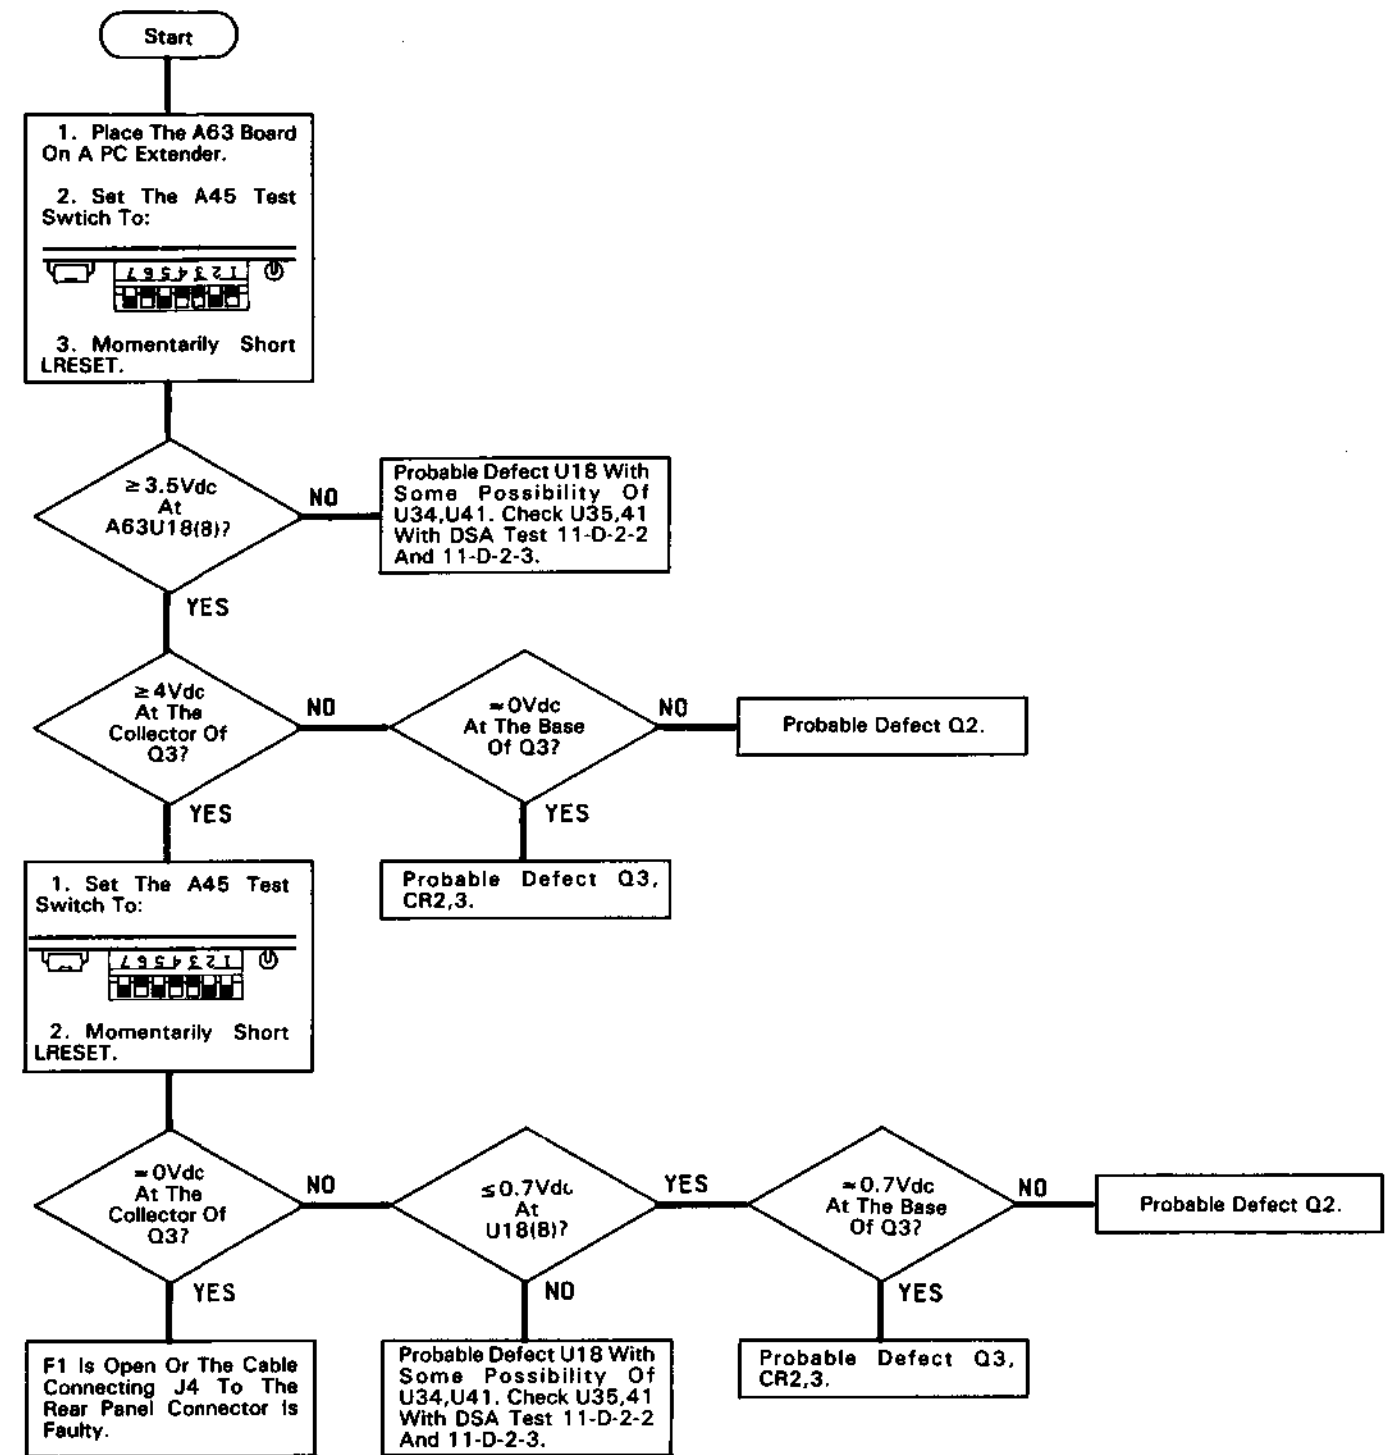 Start
1. Place The A63 Board
On A PC Extender.
2. Set The A45 Test
Swtich To:
1 2 3 4 5 6 7
3. Momentarily Short
LRESET.
≥3.5Vdc
At
A63U18(8)?
NO
Probable Defect U18 With
Some Possibility Of
U34,U41. Check U35,41
With DSA Test 11-D-2-2
And 11-D-2-3.
YES
≥4Vdc
At The
Collector Of
Q3?
NO
≈0Vdc
At The Base
Of Q3?
NO
Probable Defect Q2.
YES
YES
Probable Defect Q3,
CR2,3.
1. Set The A45 Test
Switch To:
1 2 3 4 5 6 7
2. Momentarily Short
LRESET.
≈0Vdc
At The
Collector Of
Q3?
NO
≤0.7Vdc
At
U18(8)?
YES
≈0.7Vdc
At The Base
Of Q3?
NO
Probable Defect Q2.
YES
NO
YES
F1 Is Open Or The Cable
Connecting J4 To The
Rear Panel Connector Is
Faulty.
Probable Defect U18 With
Some Possibility Of
U34,U41. Check U35,41
With DSA Test 11-D-2-2
And 11-D-2-3.
Probable Defect Q3,
CR2,3.